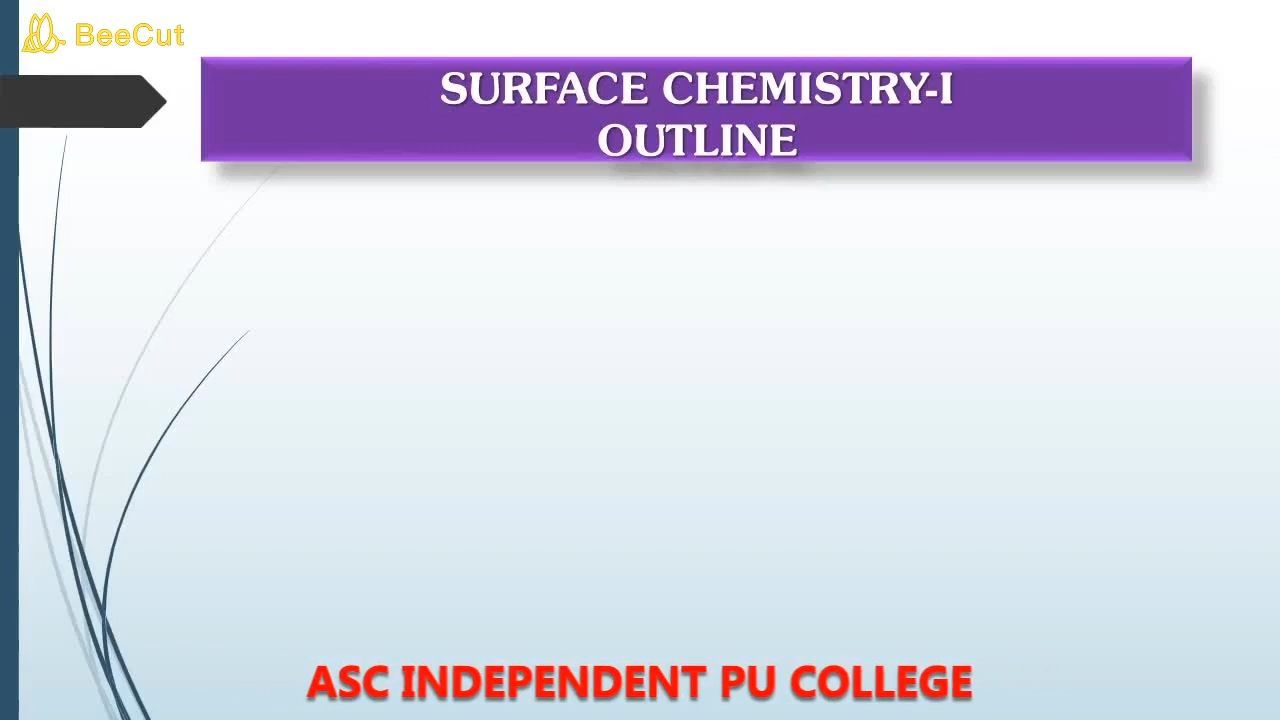 BeeCut
SURFACE CHEMISTRY-I
OUTLINE
ASC INDEPENDENT PU COLLEGE